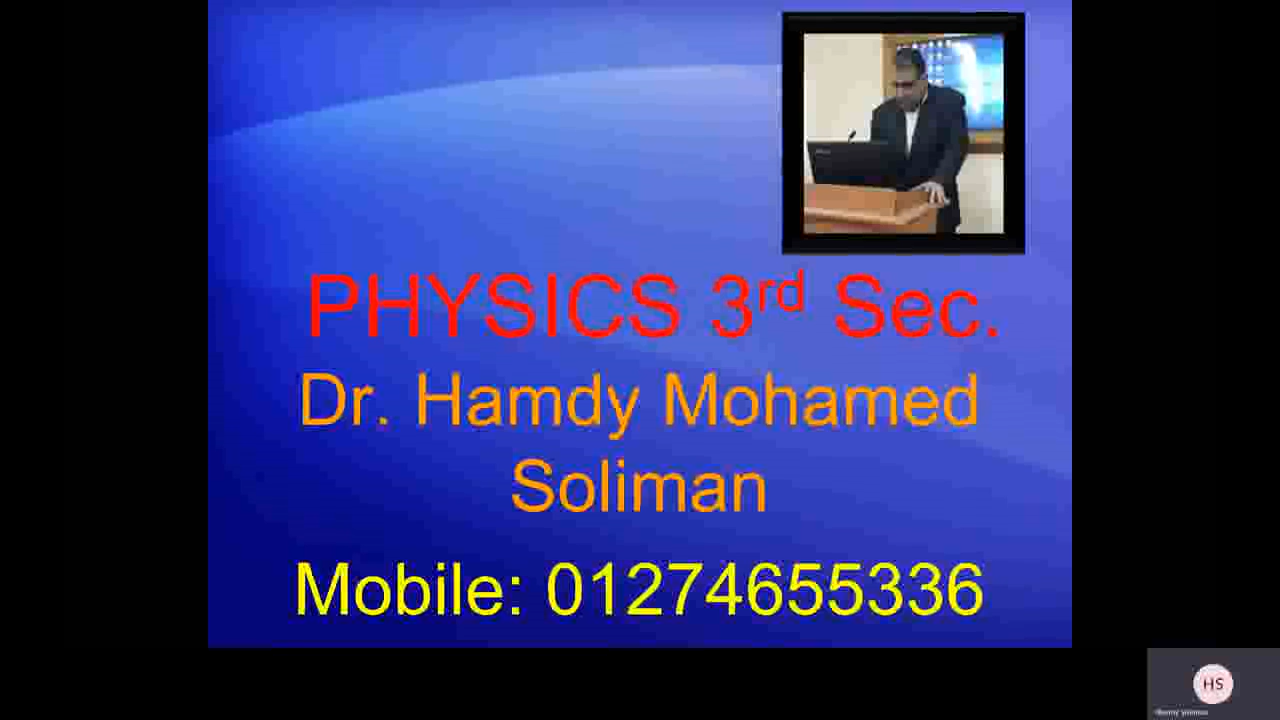 PHYSICS 3rd Sec.
Dr. Hamdy Mohamed
Soliman
Mobile: 01274655336
HS